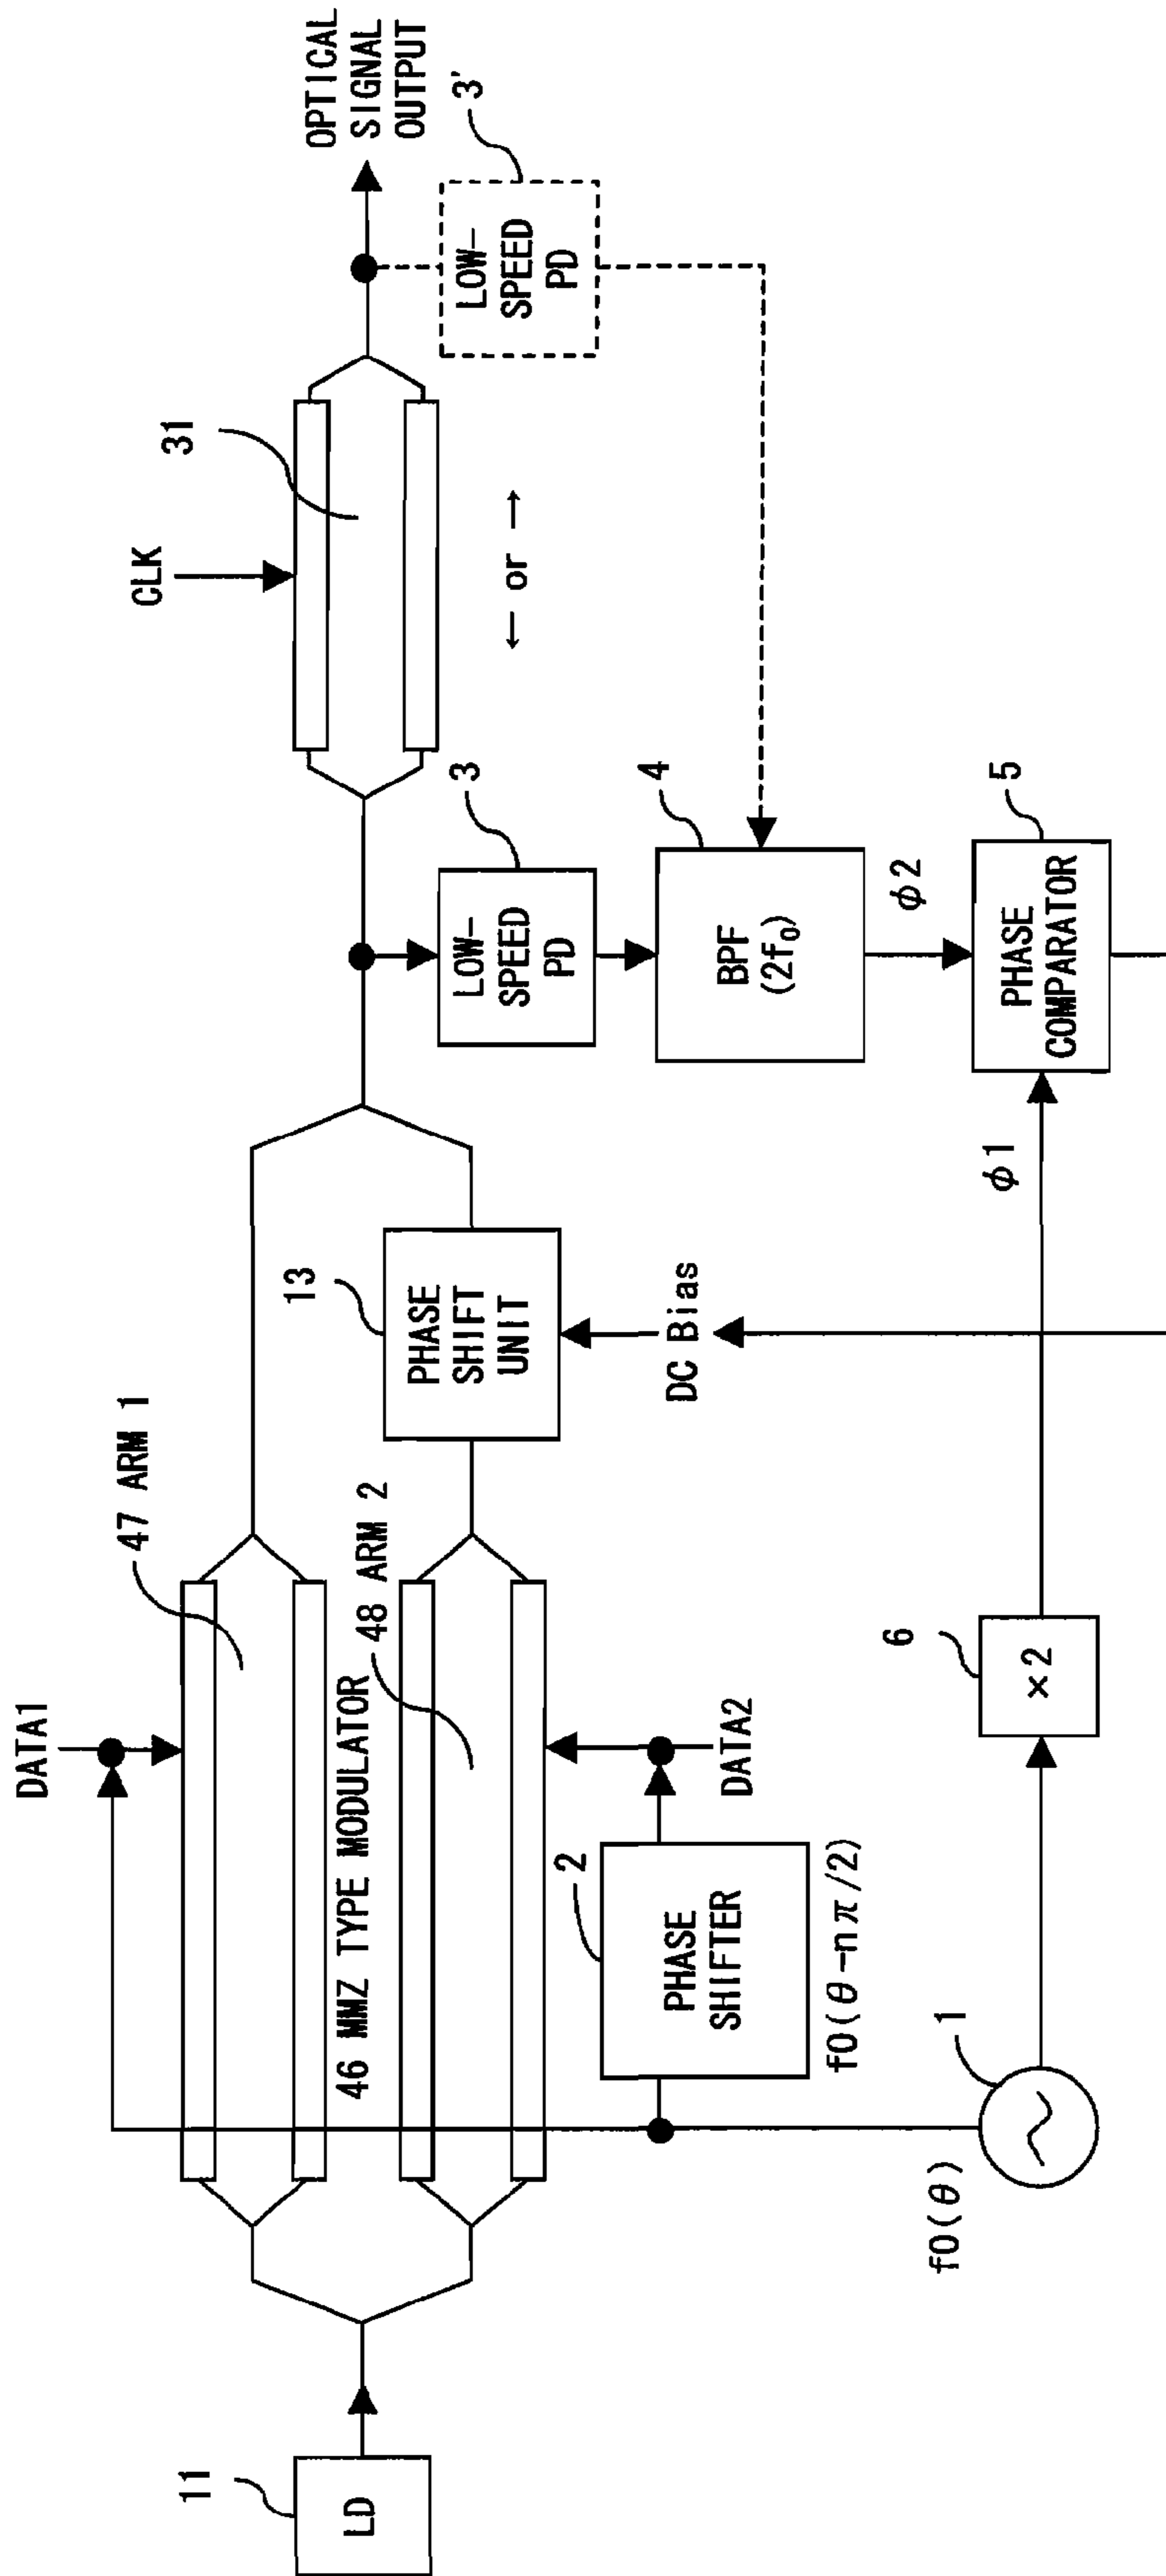 11
LD
DATA1
47 ARM 1
46 MMZ TYPE MODULATOR
48 ARM 2
DATA2
2
PHASE
SHIFTER
f0(θ-nπ/2)
f0(θ)
1
6
×2
13
PHASE
SHIFT
UNIT
DC Bias
φ1
3
LOW-
SPEED
PD
4
BPF
(2f₀)
φ2
5
PHASE
COMPARATOR
CLK
31
← or →
OPTICAL
SIGNAL
OUTPUT
3'
LOW-
SPEED
PD